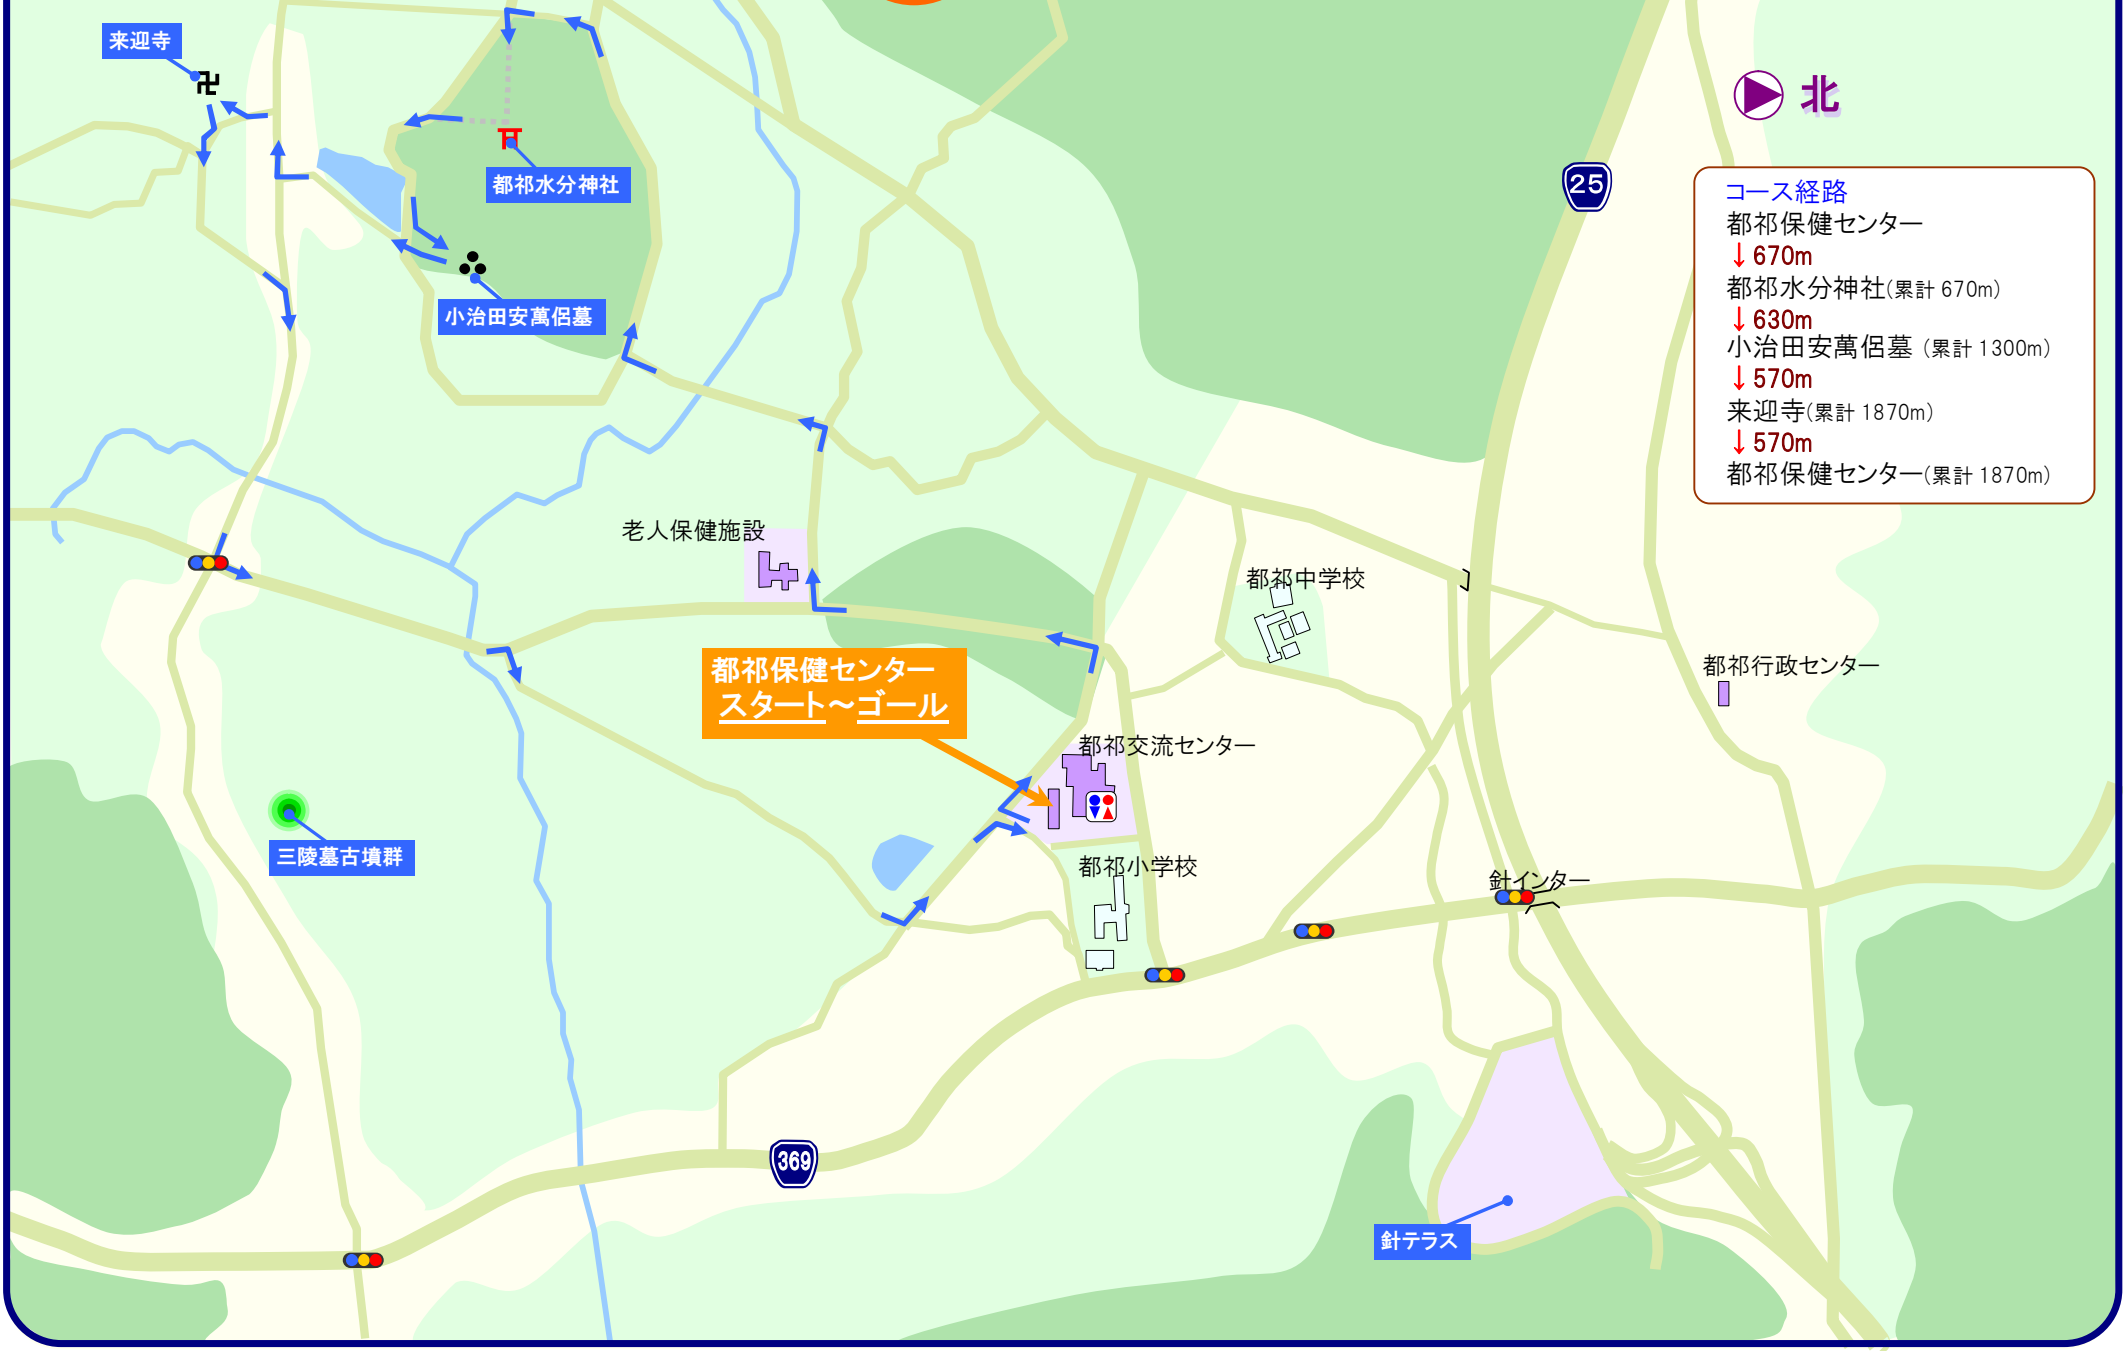 来迎寺
都祁水分神社
小治田安萬侶墓
北
25
コース経路
都祁保健センター
↓670m
都祁水分神社(累計 670m)
↓630m
小治田安萬侶墓 (累計 1300m)
↓570m
来迎寺(累計 1870m)
↓570m
都祁保健センター(累計 1870m)
老人保健施設
都祁中学校
都祁行政センター
都祁保健センター
スタート~ゴール
都祁交流センター
都祁小学校
針インター
三陵墓古墳群
369
針テラス